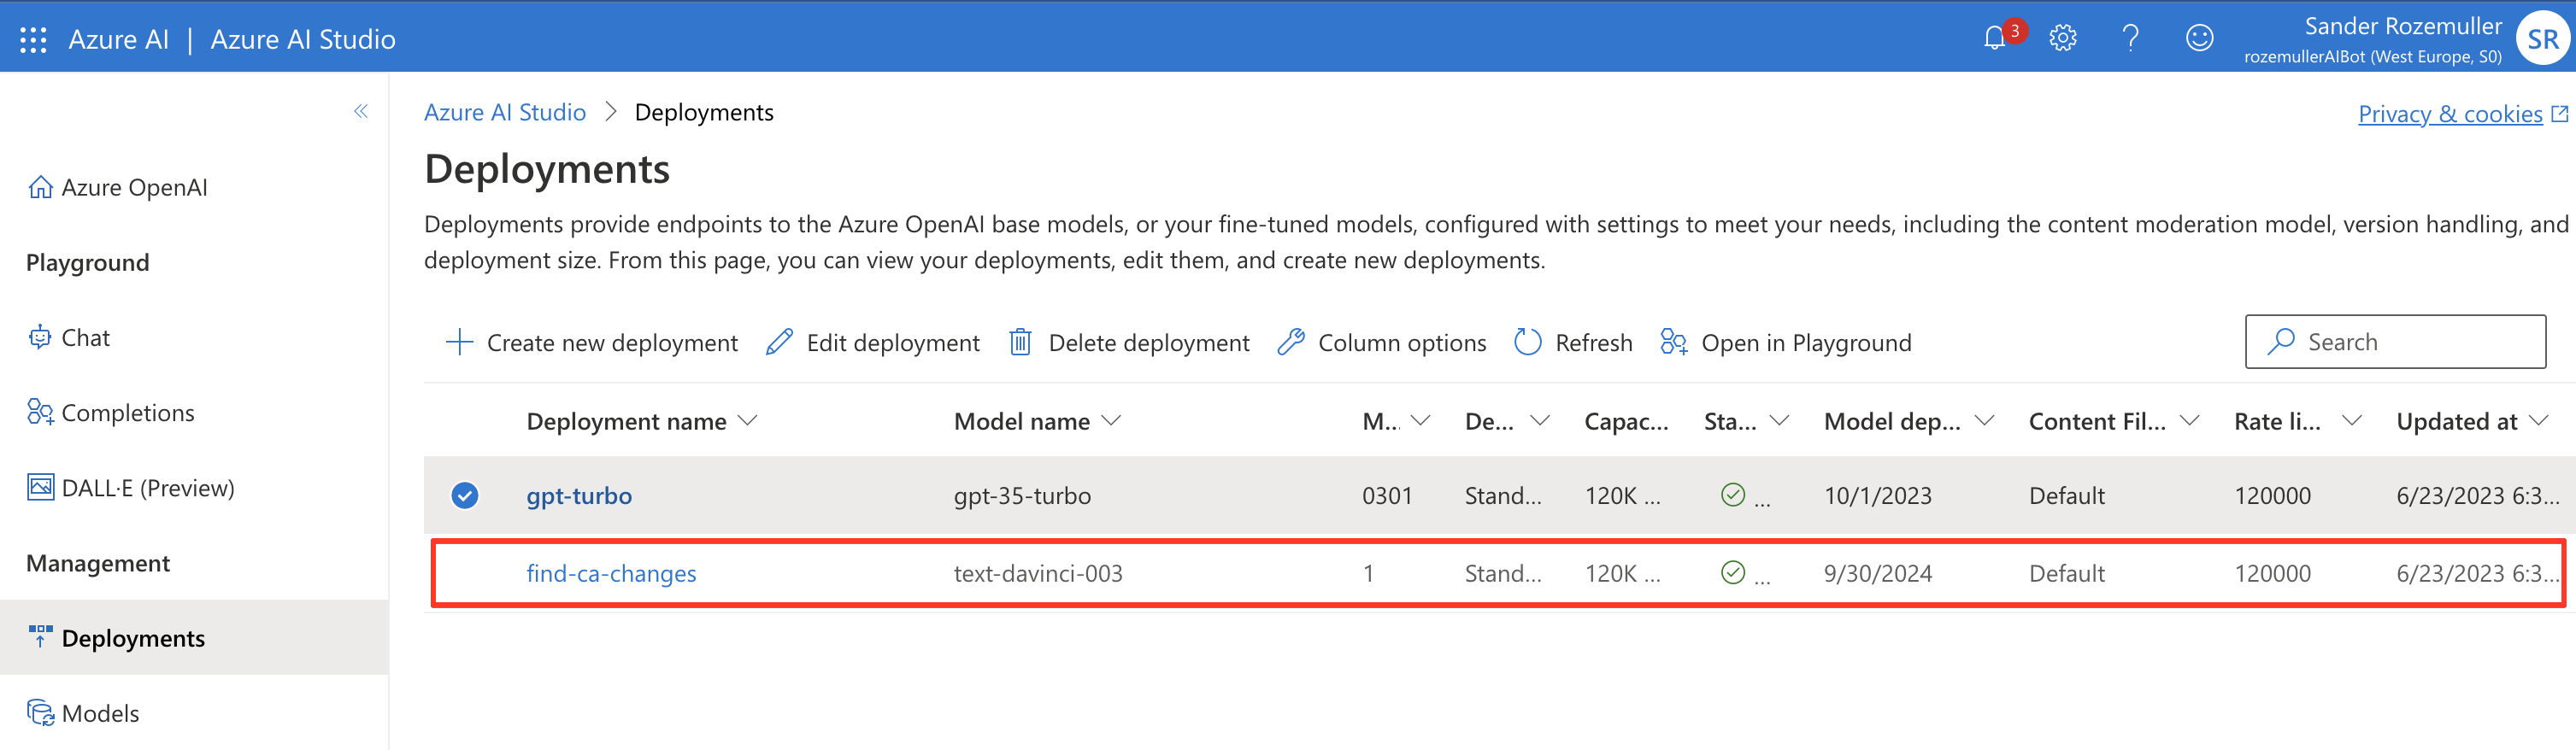 Azure AI | Azure AI Studio
3
Sander Rozemuller
rozemullerAIBot (West Europe, S0)
SR
Azure AI Studio > Deployments
Privacy & cookies
Azure OpenAI
Playground
Chat
Completions
DALL·E (Preview)
Management
Deployments
Models
Deployments
Deployments provide endpoints to the Azure OpenAI base models, or your fine-tuned models, configured with settings to meet your needs, including the content moderation model, version handling, and
deployment size. From this page, you can view your deployments, edit them, and create new deployments.
Create new deployment Edit deployment Delete deployment Column options Refresh Open in Playground Search
Deployment name Model name M... De... Capac... Sta... Model dep... Content Fil... Rate li... Updated at
gpt-turbo gpt-35-turbo 0301 Stand... 120K ... ... 10/1/2023 Default 120000 6/23/2023 6:3...
find-ca-changes text-davinci-003 1 Stand... 120K ... ... 9/30/2024 Default 120000 6/23/2023 6:3...